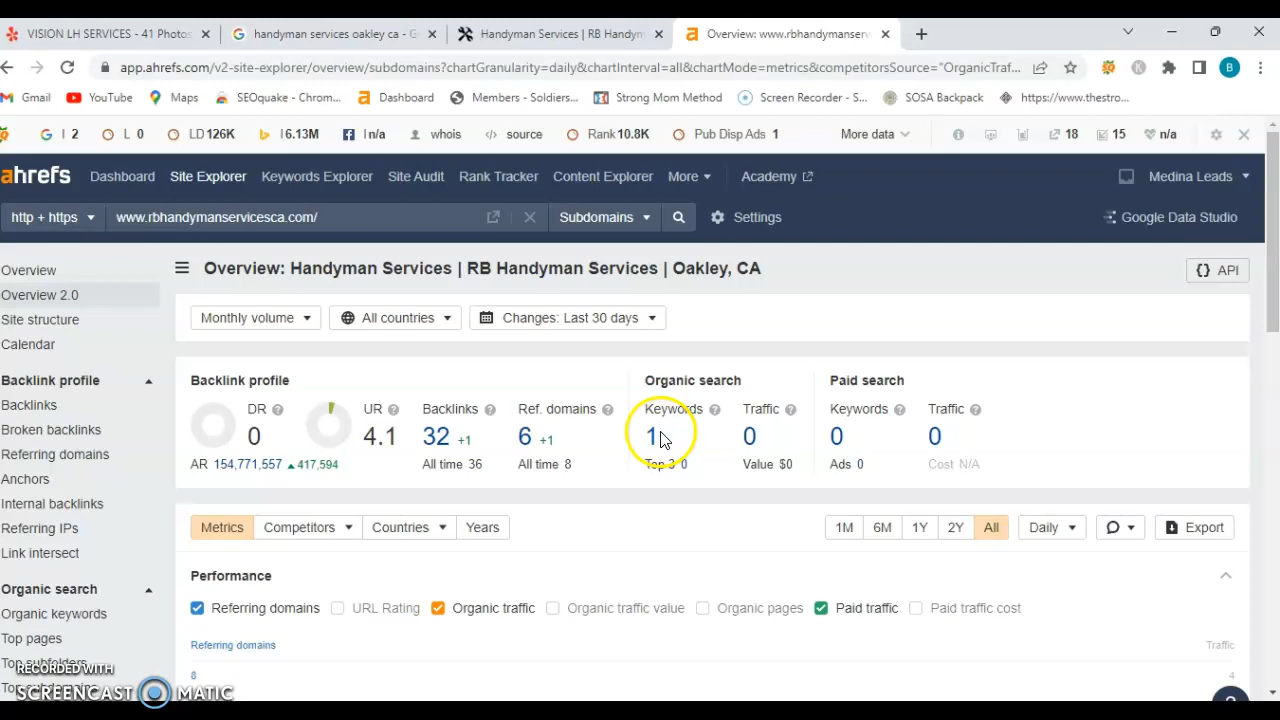 VISION LH SERVICES - 41 Photos
handyman services oakley ca - G
Handyman Services | RB Handym
Overview: www.rbhandymanserv
app.ahrefs.com/v2-site-explorer/overview/subdomains?chartGranularity=daily&chartInterval=all&chartMode=metrics&competitorsSource="OrganicTraf...
B
Gmail YouTube Maps SEOquake - Chrom... Dashboard Members - Soldiers... Strong Mom Method Screen Recorder - S... SOSA Backpack https://www.thestro...
I 2 L 0 LD 126K I 6.13M I n/a whois source Rank 10.8K Pub Disp Ads 1 More data 18 15 n/a
ahrefs Dashboard Site Explorer Keywords Explorer Site Audit Rank Tracker Content Explorer More Academy Medina Leads
http + https www.rbhandymanservicesca.com/ Subdomains Settings Google Data Studio
Overview
Overview 2.0
Site structure
Calendar
Backlink profile
Backlinks
Broken backlinks
Referring domains
Anchors
Internal backlinks
Referring IPs
Link intersect
Organic search
Organic keywords
Top pages
Top subfolders
Overview: Handyman Services | RB Handyman Services | Oakley, CA
{} API
Monthly volume All countries Changes: Last 30 days
Backlink profile Organic search Paid search
DR UR Backlinks Ref. domains Keywords Traffic Keywords Traffic
0 4.1 32 +1 6 +1 1 0 0 0
AR 154,771,557 417,594 All time 36 All time 8 Top 3 0 Value $0 Ads 0 Cost N/A
Metrics Competitors Countries Years 1M 6M 1Y 2Y All Daily Export
Performance
Referring domains URL Rating Organic traffic Organic traffic value Organic pages Paid traffic Paid traffic cost
Referring domains Traffic
8 4
RECORDED WITH
SCREENCAST MATIC